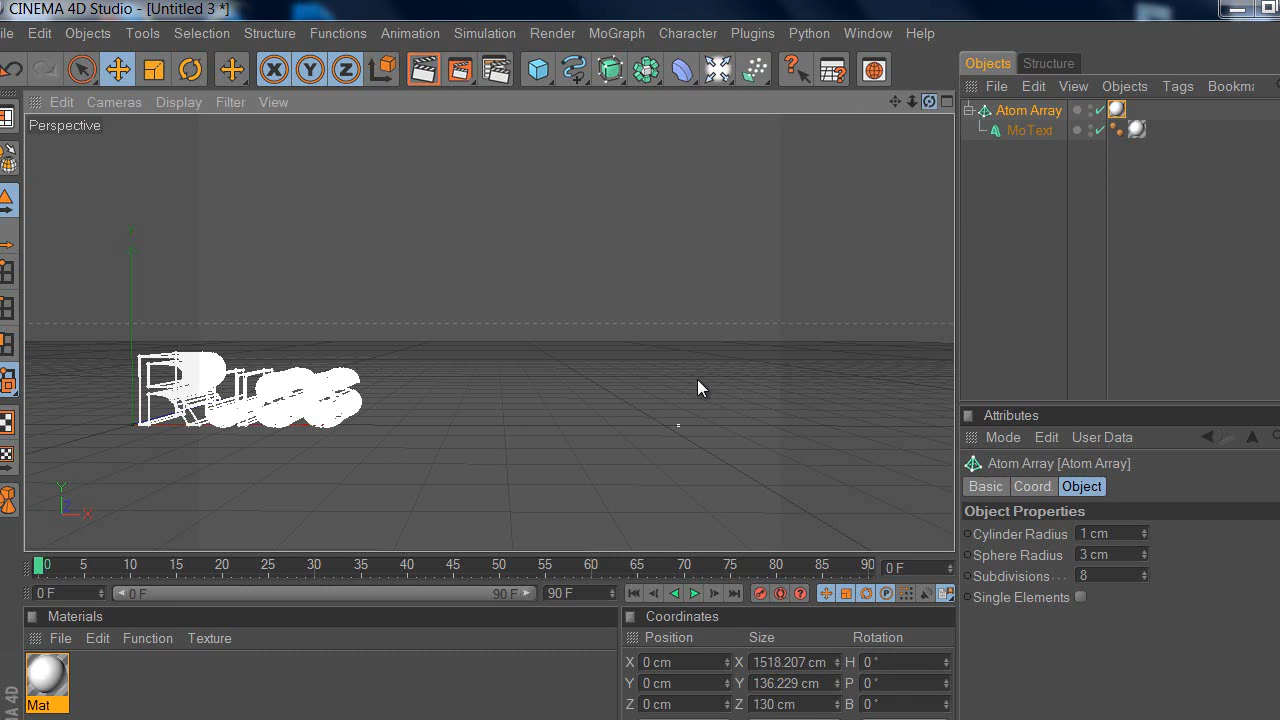 CINEMA 4D Studio - [Untitled 3 *]
ile Edit Objects Tools Selection Structure Functions Animation Simulation Render MoGraph Character Plugins Python Window Help
Objects Structure
File Edit View Objects Tags Bookma
Edit Cameras Display Filter View
Perspective
Atom Array
MoText
Y
X
Attributes
Mode Edit User Data
Atom Array [Atom Array]
Basic Coord. Object
Object Properties
Cylinder Radius 1 cm
Sphere Radius 3 cm
Subdivisions . . . 8
Single Elements
0 5 10 15 20 25 30 35 40 45 50 55 60 65 70 75 80 85 90 0 F
0 F 0 F 90 F 90 F
Materials
File Edit Function Texture
Mat
Coordinates
Position Size Rotation
X 0 cm X 1518.207 cm H 0 °
Y 0 cm Y 136.229 cm P 0 °
Z 0 cm Z 130 cm B 0 °
MA 4D